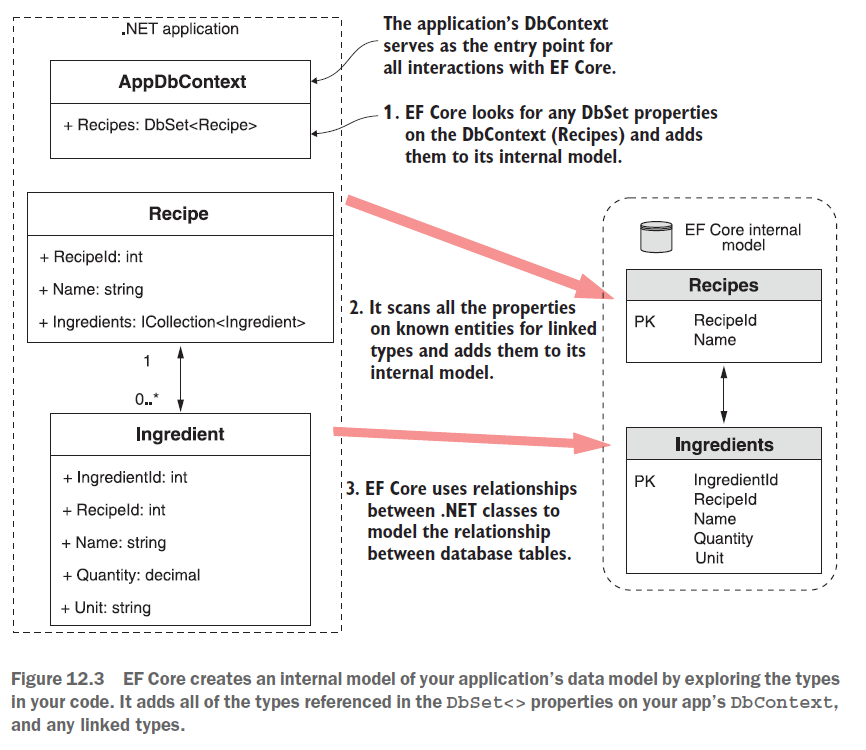 .NET application
AppDbContext
+ Recipes: DbSet<Recipe>
The application's DbContext
serves as the entry point for
all interactions with EF Core.
1. EF Core looks for any DbSet properties
on the DbContext (Recipes) and adds
them to its internal model.
Recipe
+ RecipeId: int
+ Name: string
+ Ingredients: ICollection<Ingredient>
1
0..*
Ingredient
+ IngredientId: int
+ RecipeId: int
+ Name: string
+ Quantity: decimal
+ Unit: string
2. It scans all the properties
on known entities for linked
types and adds them to its
internal model.
3. EF Core uses relationships
between .NET classes to
model the relationship
between database tables.
EF Core internal
model
Recipes
PK RecipeId
Name
Ingredients
PK IngredientId
RecipeId
Name
Quantity
Unit
Figure 12.3 EF Core creates an internal model of your application's data model by exploring the types
in your code. It adds all of the types referenced in the DbSet<> properties on your app's DbContext,
and any linked types.